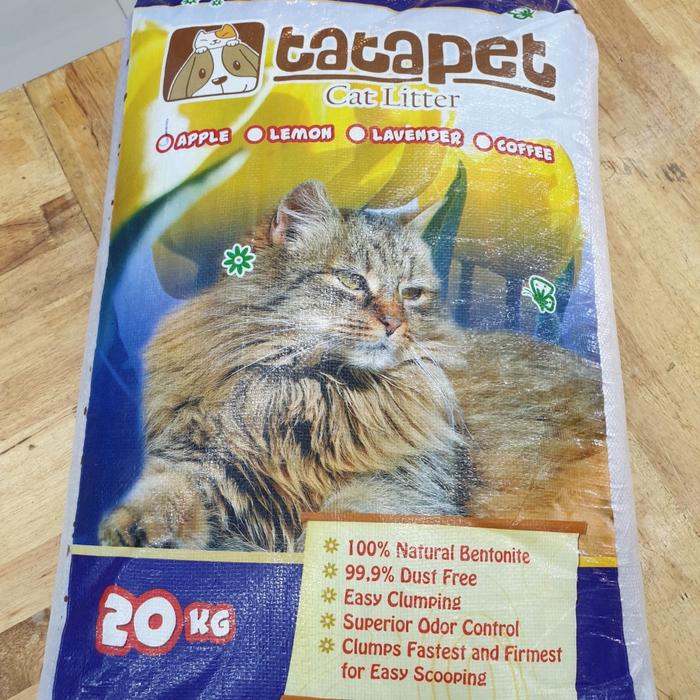 tatapet
Cat Litter
APPLE LEMON LAVENDER COFFEE
100% Natural Bentonite
99.9% Dust Free
Easy Clumping
Superior Odor Control
Clumps Fastest and Firmest
for Easy Scooping
20 KG